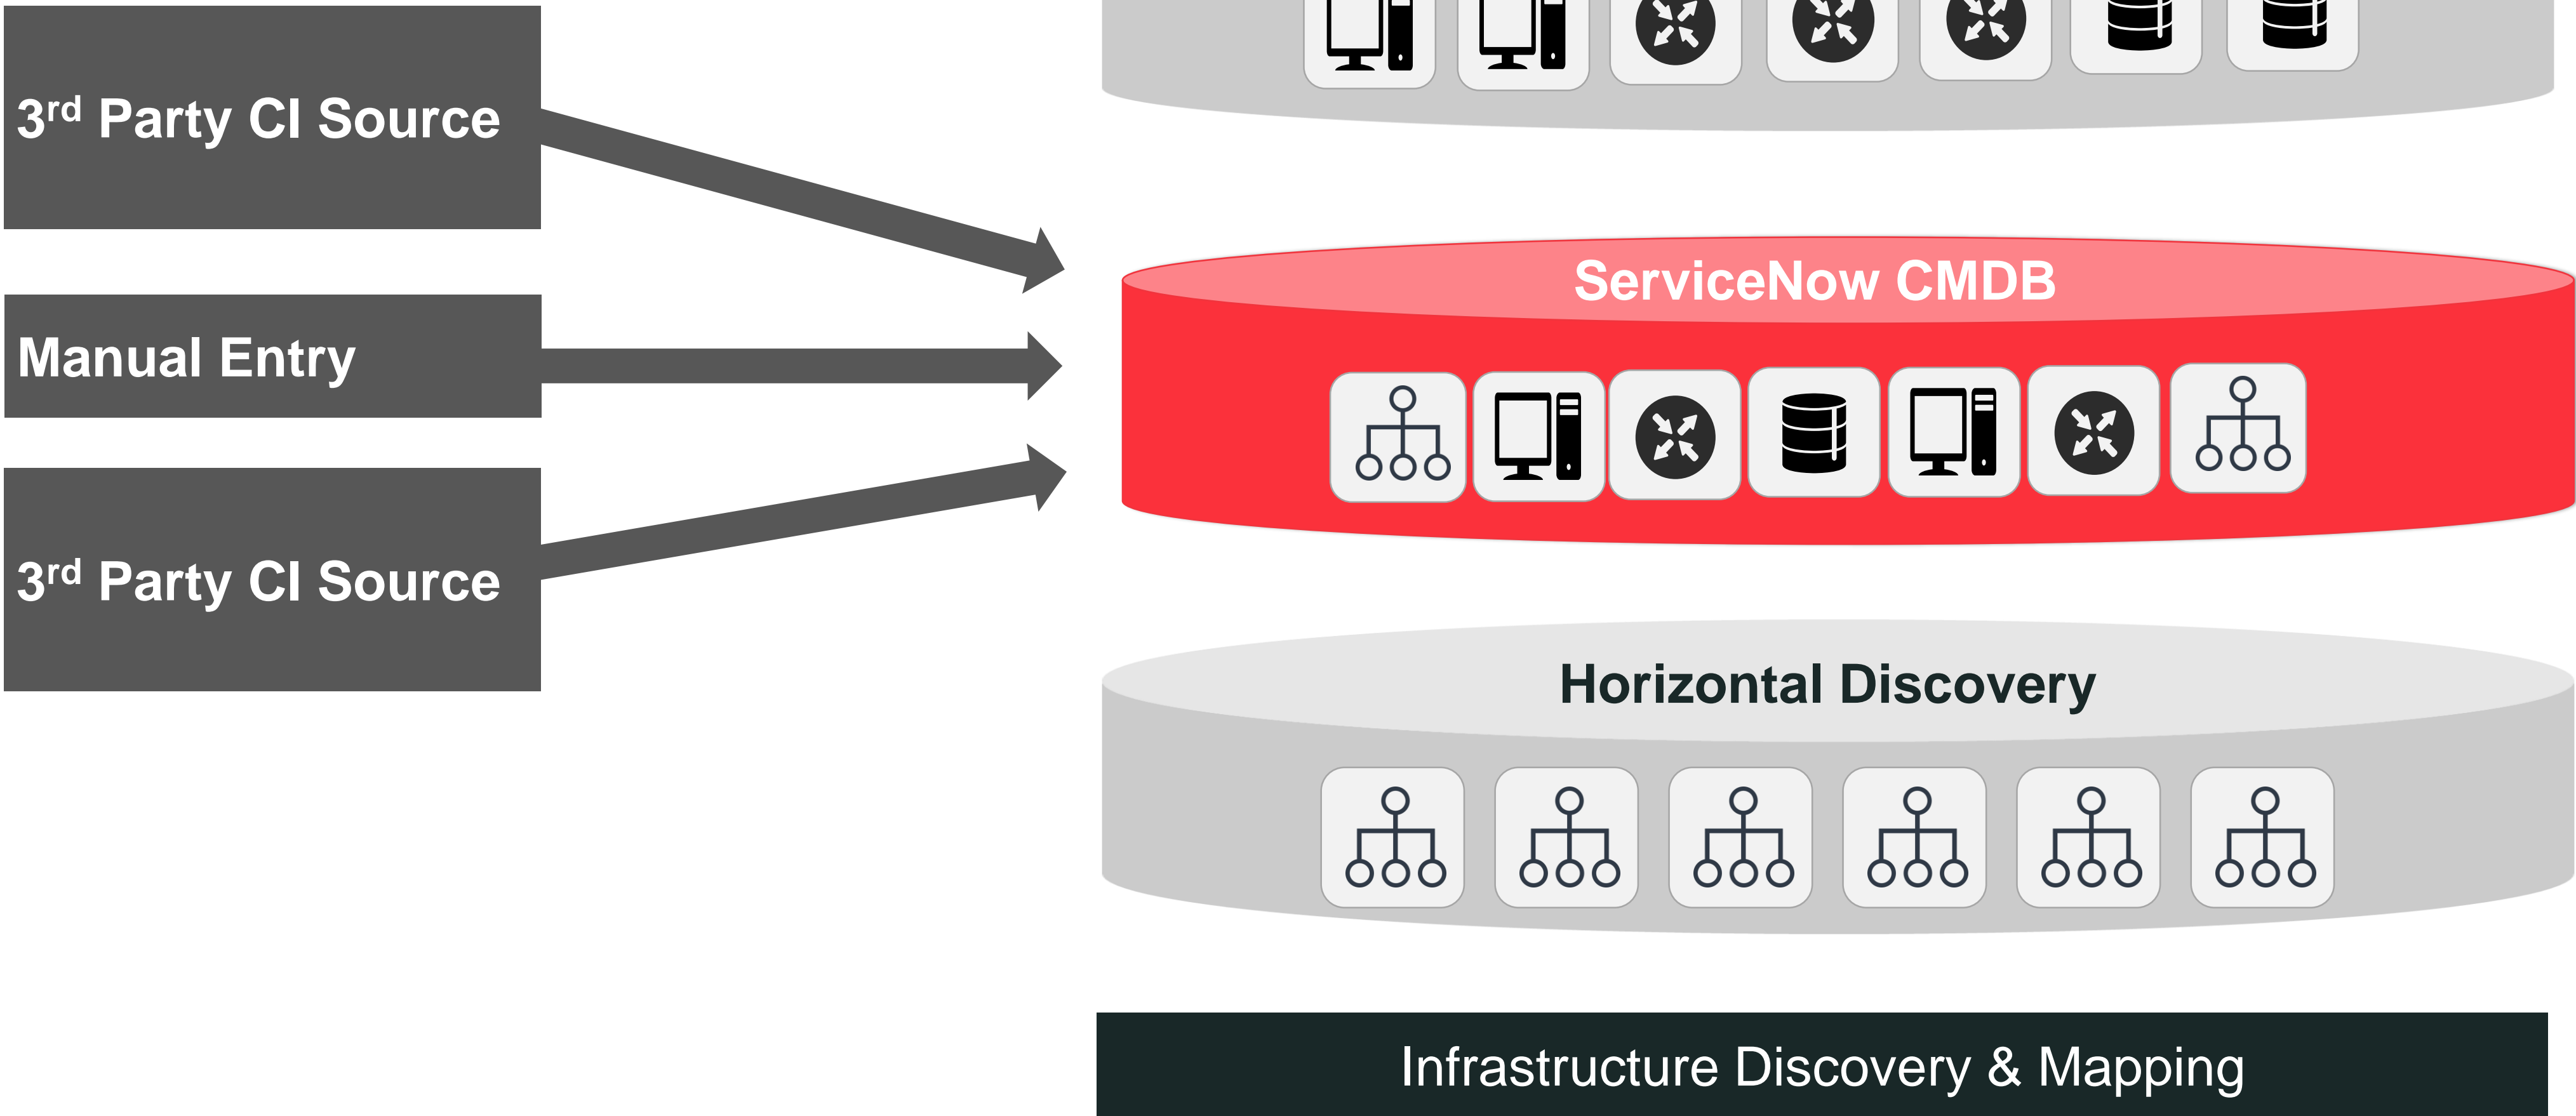 3rd Party CI Source
Manual Entry
3rd Party CI Source
ServiceNow CMDB
Horizontal Discovery
Infrastructure Discovery & Mapping